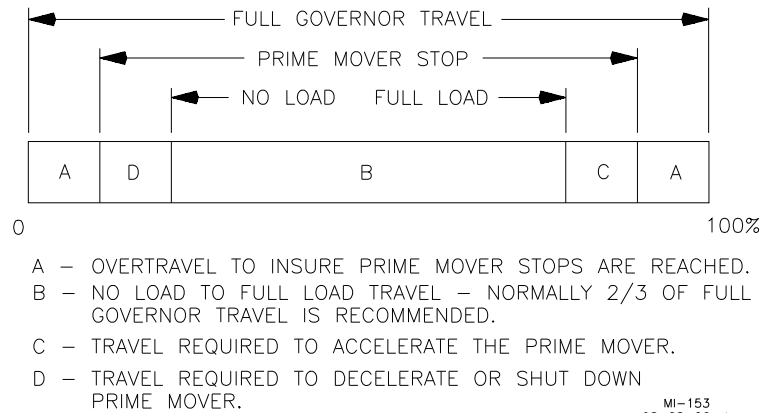 FULL GOVERNOR TRAVEL
PRIME MOVER STOP
NO LOAD FULL LOAD
A D B C A
0 100%
A – OVERTRAVEL TO INSURE PRIME MOVER STOPS ARE REACHED.
B – NO LOAD TO FULL LOAD TRAVEL – NORMALLY 2/3 OF FULL
GOVERNOR TRAVEL IS RECOMMENDED.
C – TRAVEL REQUIRED TO ACCELERATE THE PRIME MOVER.
D – TRAVEL REQUIRED TO DECELERATE OR SHUT DOWN
PRIME MOVER.
MI–153